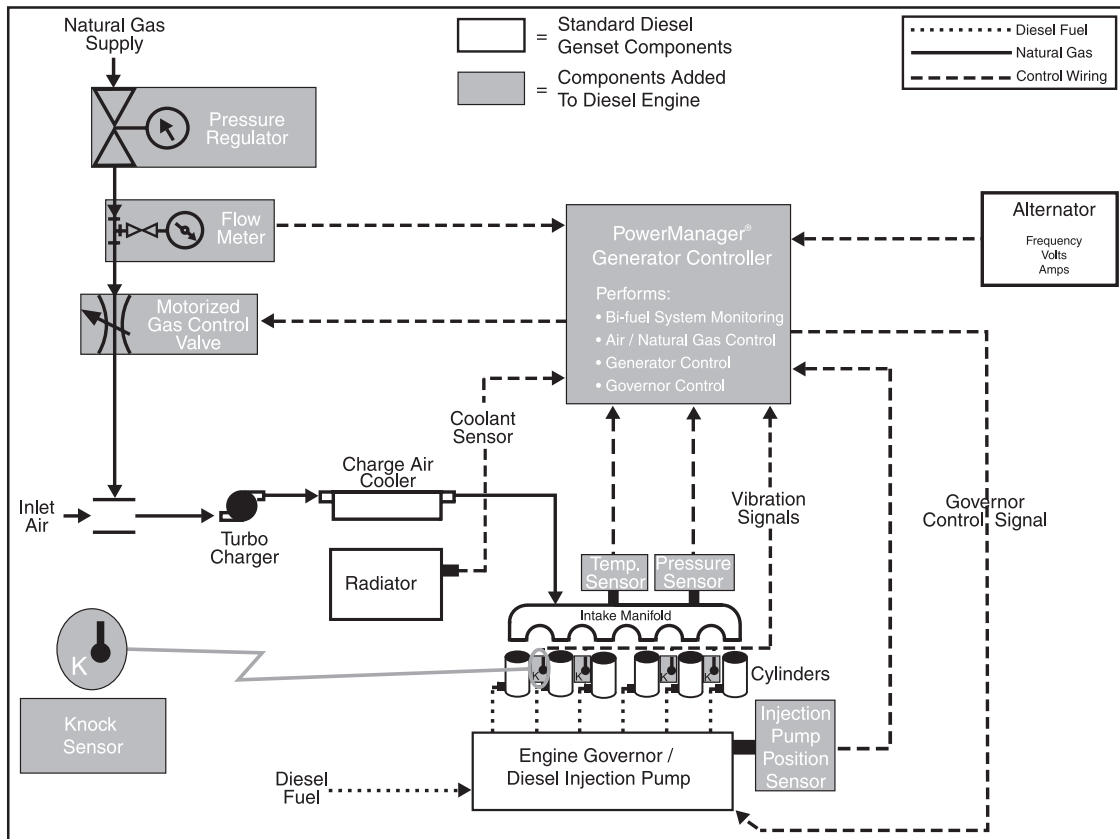 Natural Gas
Supply
= Standard Diesel
Genset Components
= Components Added
To Diesel Engine
Diesel Fuel
Natural Gas
Control Wiring
Pressure
Regulator
Flow
Meter
Motorized
Gas Control
Valve
PowerManager®
Generator Controller
Performs:
• Bi-fuel System Monitoring
• Air / Natural Gas Control
• Generator Control
• Governor Control
Alternator
Frequency
Volts
Amps
Coolant
Sensor
Charge Air
Cooler
Inlet
Air
Turbo
Charger
Radiator
Vibration
Signals
Governor
Control Signal
Temp.
Sensor
Pressure
Sensor
Intake Manifold
K
K
K
K
K
Cylinders
Knock
Sensor
Engine Governor /
Diesel Injection Pump
Injection
Pump
Position
Sensor
Diesel
Fuel